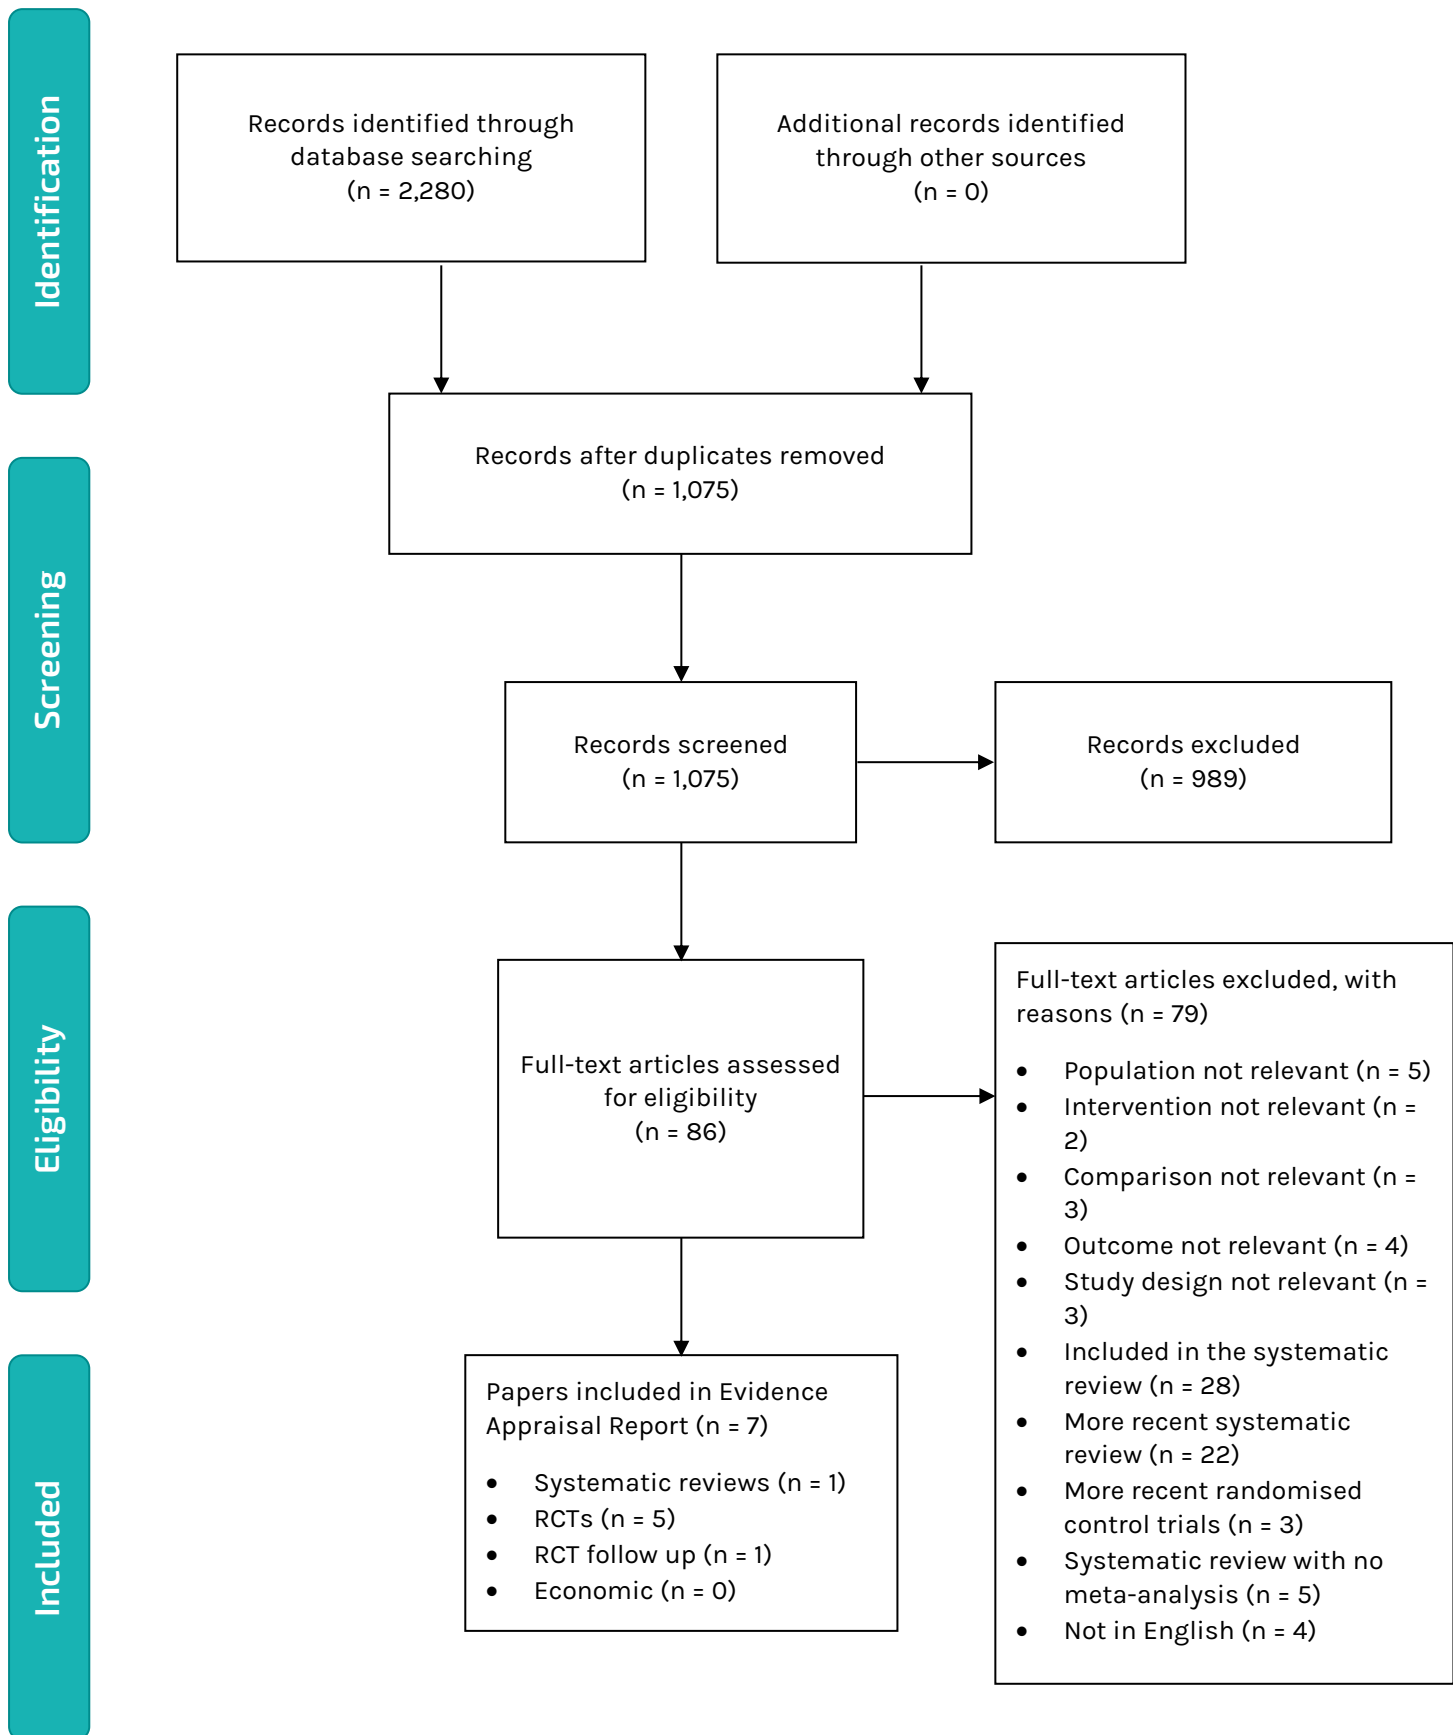 Identification
Records identified through
database searching
(n = 2,280)
Additional records identified
through other sources
(n = 0)
Records after duplicates removed
(n = 1,075)
Screening
Records screened
(n = 1,075)
Records excluded
(n = 989)
Eligibility
Full-text articles assessed
for eligibility
(n = 86)
Full-text articles excluded, with
reasons (n = 79)
• Population not relevant (n = 5)
• Intervention not relevant (n =
2)
• Comparison not relevant (n =
3)
• Outcome not relevant (n = 4)
• Study design not relevant (n =
3)
• Included in the systematic
review (n = 28)
• More recent systematic
review (n = 22)
• More recent randomised
control trials (n = 3)
• Systematic review with no
meta-analysis (n = 5)
• Not in English (n = 4)
Included
Papers included in Evidence
Appraisal Report (n = 7)
• Systematic reviews (n = 1)
• RCTs (n = 5)
• RCT follow up (n = 1)
• Economic (n = 0)